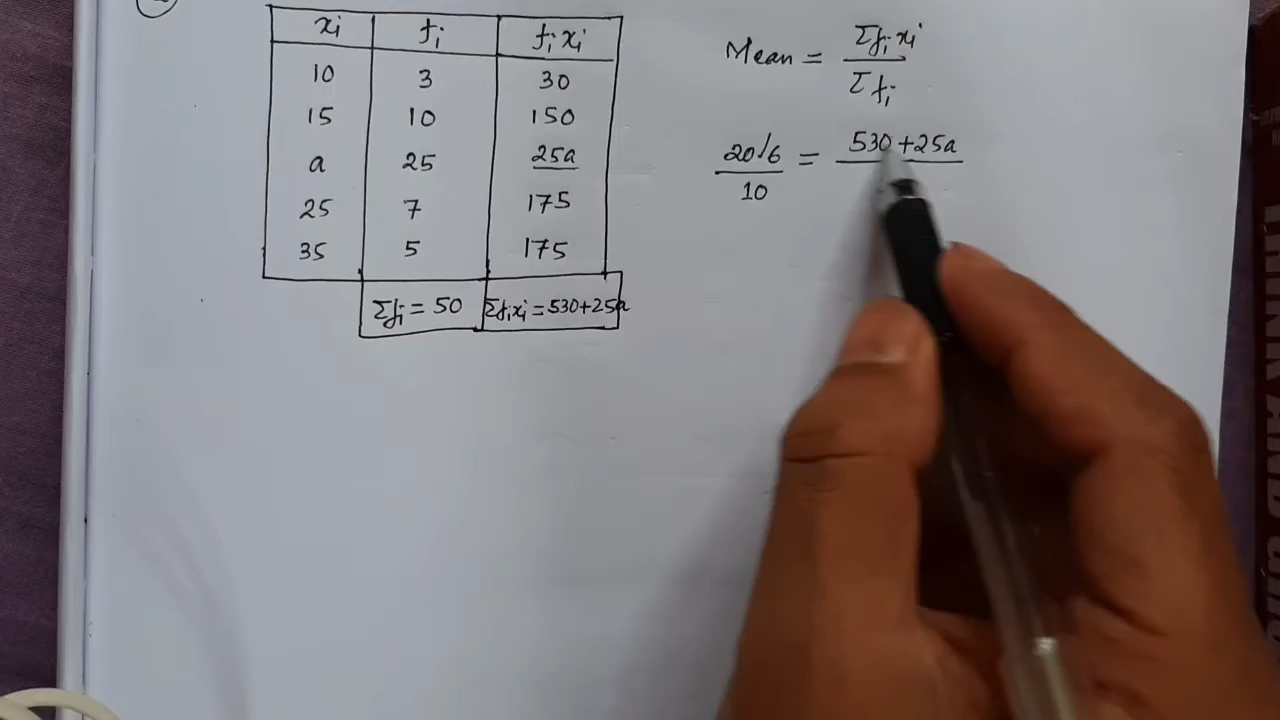 xi fi fixi
10 3 30
15 10 150
a 25 25a
25 7 175
35 5 175
Σfi = 50 Σfixi = 530+25a
Mean = Σfixi
Σfi
20/6 = 530+25a
10